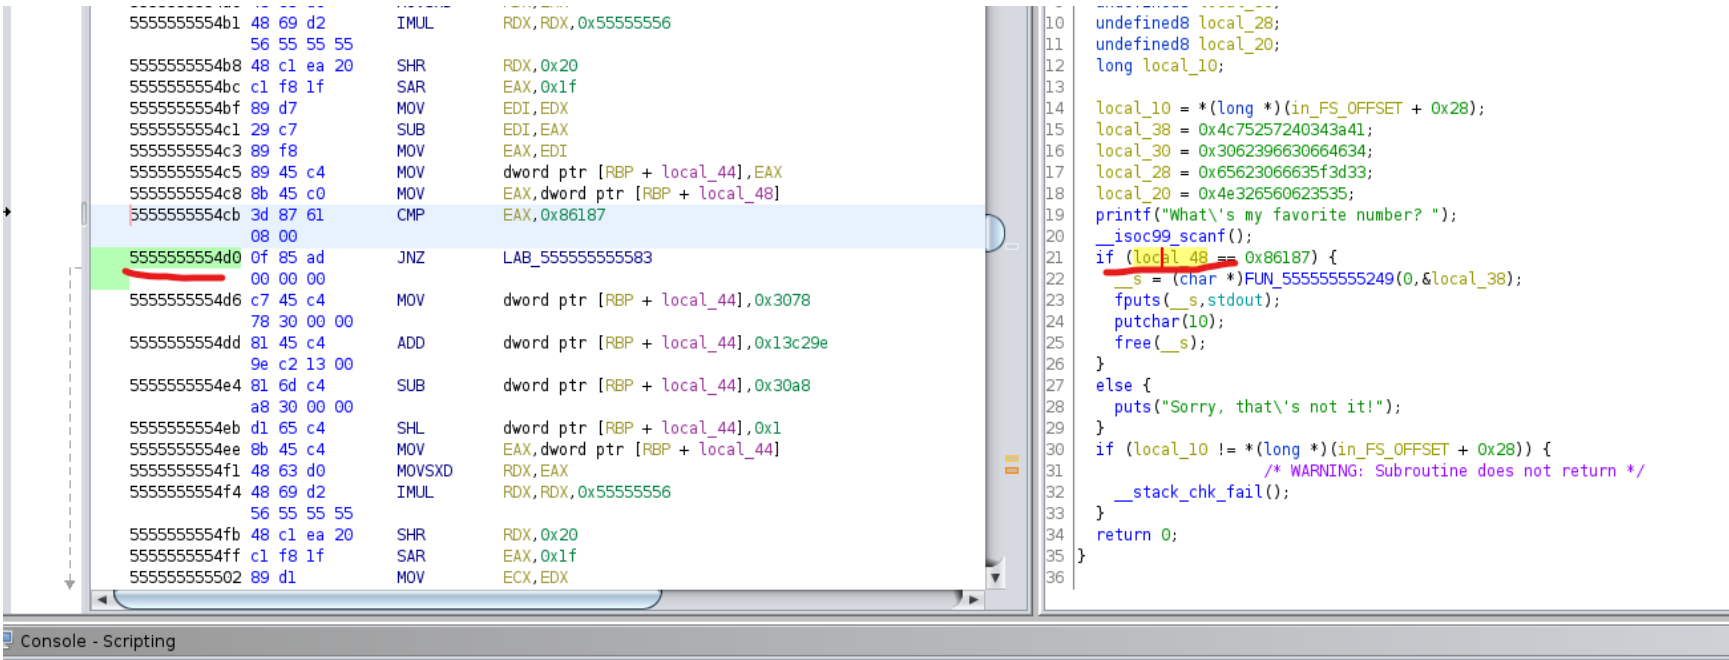 5555555554b1 48 69 d2 IMUL RDX,RDX,0x55555556
56 55 55 55
5555555554b8 48 c1 ea 20 SHR RDX,0x20
5555555554bc c1 f8 1f SAR EAX,0x1f
5555555554bf 89 d7 MOV EDI,EDX
5555555554c1 29 c7 SUB EDI,EAX
5555555554c3 89 f8 MOV EAX,EDI
5555555554c5 89 45 c4 MOV dword ptr [RBP + local_44],EAX
5555555554c8 8b 45 c0 MOV EAX,dword ptr [RBP + local_48]
5555555554cb 3d 87 61 CMP EAX,0x86187
08 00
5555555554d0 0f 85 ad JNZ LAB_555555555583
00 00 00
5555555554d6 c7 45 c4 MOV dword ptr [RBP + local_44],0x3078
78 30 00 00
5555555554dd 81 45 c4 ADD dword ptr [RBP + local_44],0x13c29e
9e c2 13 00
5555555554e4 81 6d c4 SUB dword ptr [RBP + local_44],0x30a8
a8 30 00 00
5555555554eb d1 65 c4 SHL dword ptr [RBP + local_44],0x1
5555555554ee 8b 45 c4 MOV EAX,dword ptr [RBP + local_44]
5555555554f1 48 63 d0 MOVSXD RDX,EAX
5555555554f4 48 69 d2 IMUL RDX,RDX,0x55555556
56 55 55 55
5555555554fb 48 c1 ea 20 SHR RDX,0x20
5555555554ff c1 f8 1f SAR EAX,0x1f
555555555502 89 d1 MOV ECX,EDX
10 undefined8 local_28;
11 undefined8 local_20;
12 long local_10;
13
14 local_10 = *(long *)(in_FS_OFFSET + 0x28);
15 local_38 = 0x4c75257240343a41;
16 local_30 = 0x3062396630664634;
17 local_28 = 0x65623066635f3d33;
18 local_20 = 0x4e326560623535;
19 printf("What\'s my favorite number? ");
20 __isoc99_scanf();
21 if (local_48 == 0x86187) {
22 __s = (char *)FUN_555555555249(0,&local_38);
23 fputs(__s,stdout);
24 putchar(10);
25 free(__s);
26 }
27 else {
28 puts("Sorry, that\'s not it!");
29 }
30 if (local_10 != *(long *)(in_FS_OFFSET + 0x28)) {
31 /* WARNING: Subroutine does not return */
32 __stack_chk_fail();
33 }
34 return 0;
35 }
36
Console - Scripting